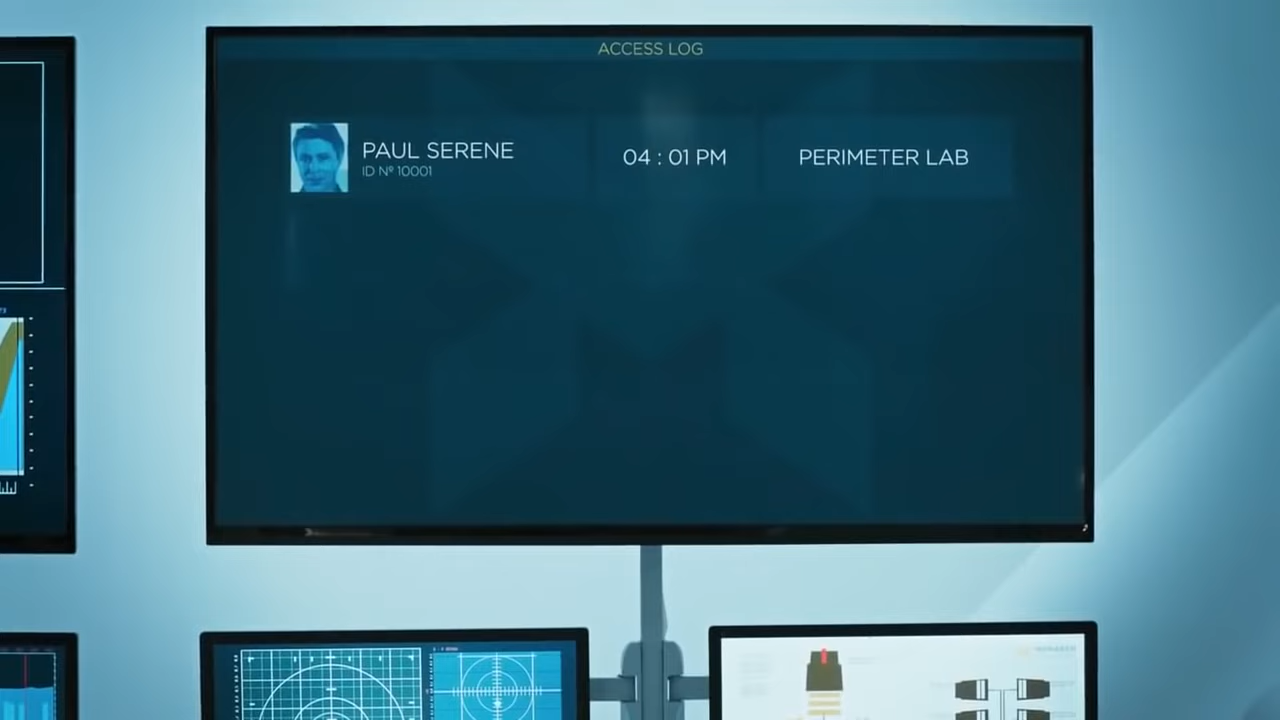 ACCESS LOG
PAUL SERENE
ID Nº 10001
04 : 01 PM
PERIMETER LAB